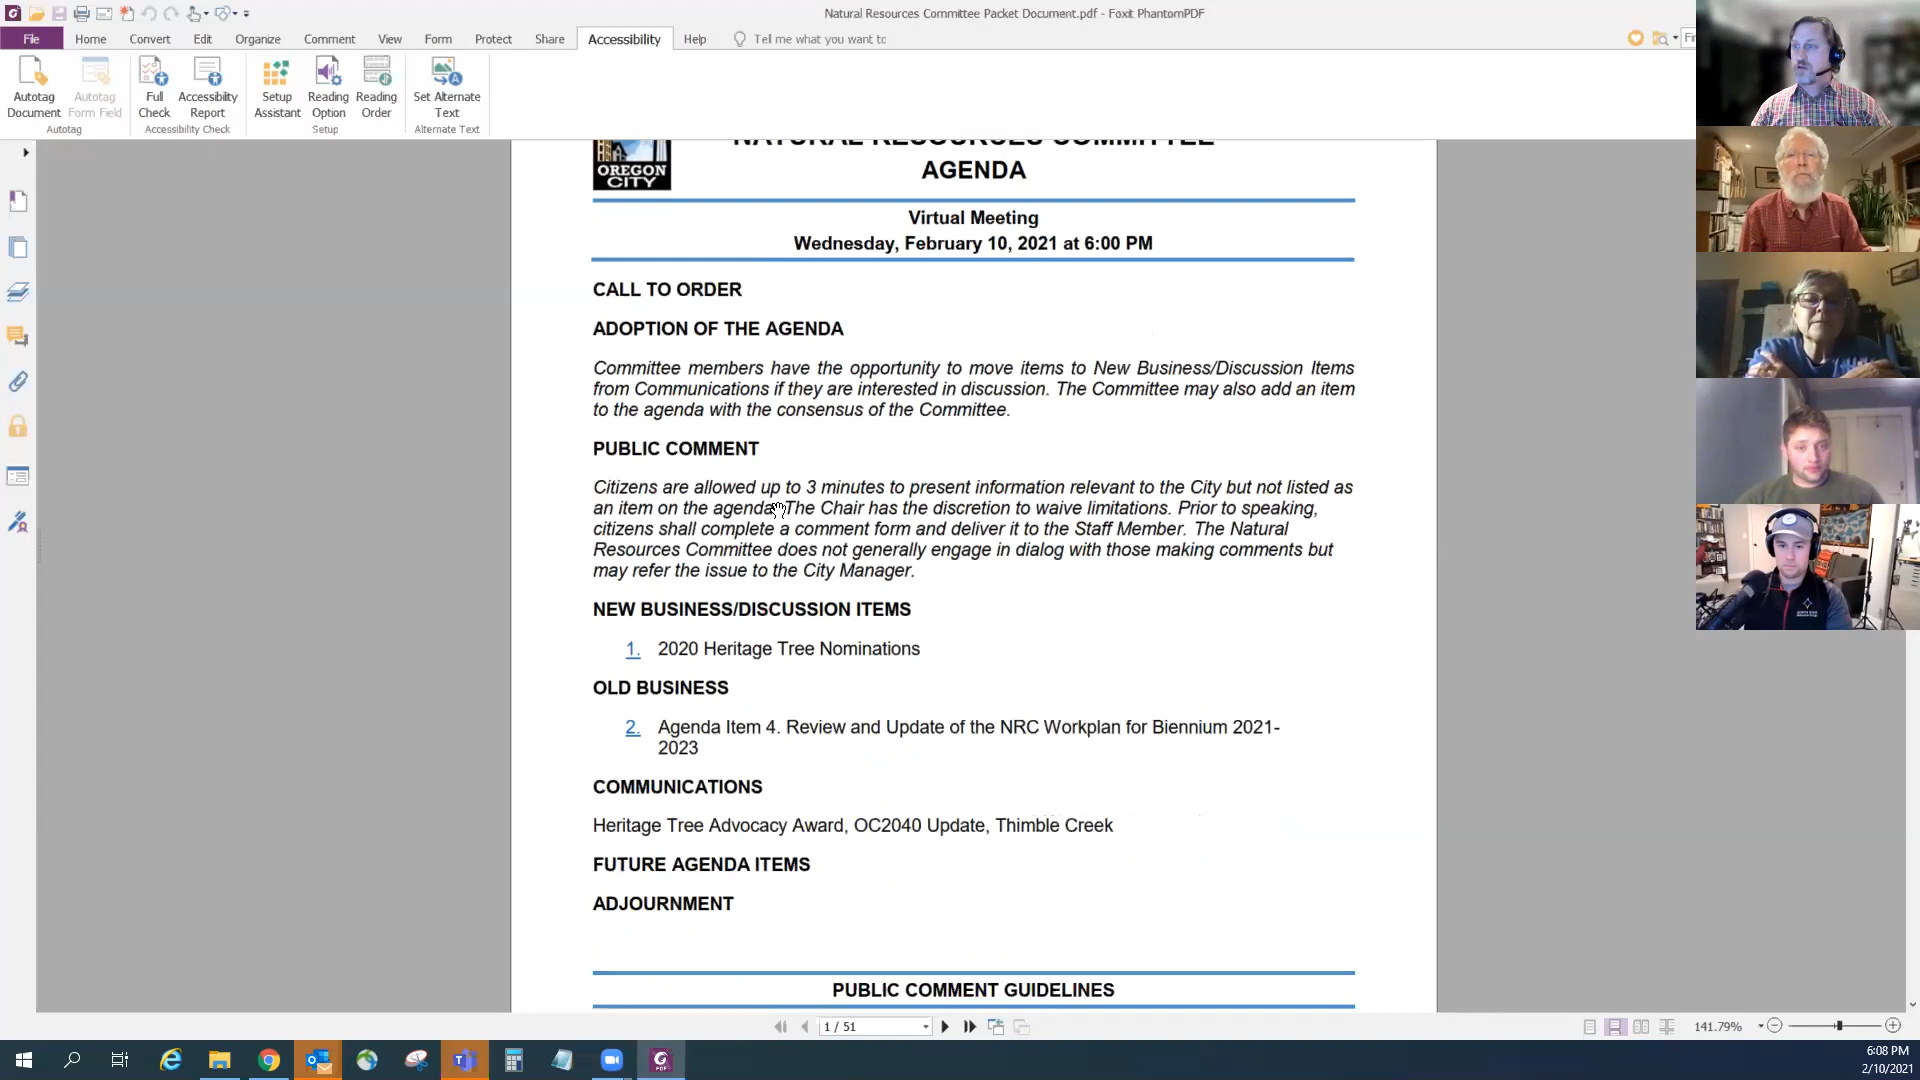 Natural Resources Committee Packet Document.pdf - Foxit PhantomPDF
File Home Convert Edit Organize Comment View Form Protect Share Accessibility Help Tell me what you want to
Autotag Document
Autotag Form Field
Full Check
Accessibility Report
Setup Assistant
Reading Option
Reading Order
Set Alternate Text
Autotag Accessibility Check Setup Alternate Text
NATURAL RESOURCES COMMITTEE
OREGON CITY
AGENDA
Virtual Meeting
Wednesday, February 10, 2021 at 6:00 PM
CALL TO ORDER
ADOPTION OF THE AGENDA
Committee members have the opportunity to move items to New Business/Discussion Items
from Communications if they are interested in discussion. The Committee may also add an item
to the agenda with the consensus of the Committee.
PUBLIC COMMENT
Citizens are allowed up to 3 minutes to present information relevant to the City but not listed as
an item on the agenda. The Chair has the discretion to waive limitations. Prior to speaking,
citizens shall complete a comment form and deliver it to the Staff Member. The Natural
Resources Committee does not generally engage in dialog with those making comments but
may refer the issue to the City Manager.
NEW BUSINESS/DISCUSSION ITEMS
1. 2020 Heritage Tree Nominations
OLD BUSINESS
2. Agenda Item 4. Review and Update of the NRC Workplan for Biennium 2021-
2023
COMMUNICATIONS
Heritage Tree Advocacy Award, OC2040 Update, Thimble Creek
FUTURE AGENDA ITEMS
ADJOURNMENT
PUBLIC COMMENT GUIDELINES
1 / 51
141.79%
6:08 PM
2/10/2021